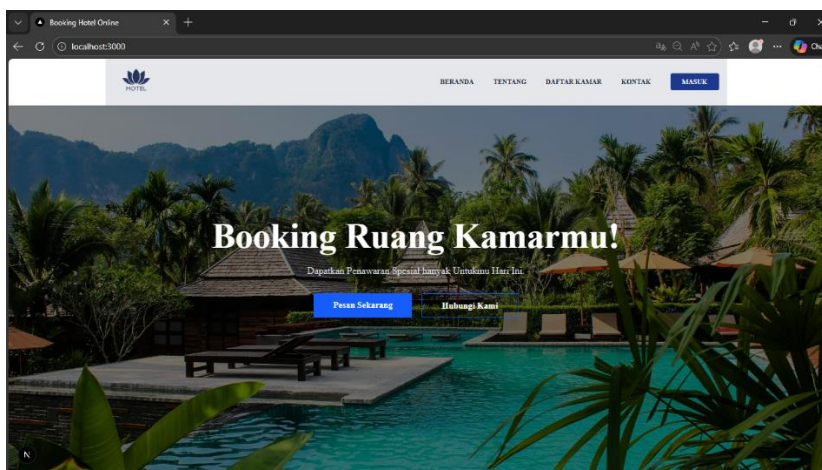 Booking Hotel Online
localhost:3000
HOTEL
BERANDA TENTANG DAFTAR KAMAR KONTAK MASUK
Booking Ruang Kamarmu!
Dapatkan Penawaran Spesial hanyak Untukmu Hari Ini.
Pesan Sekarang Hubungi Kami
N